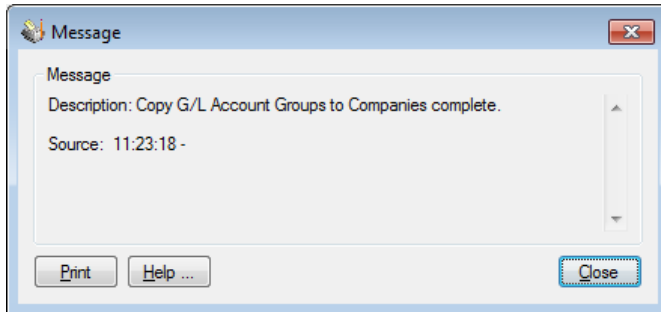 Message
Message
Description: Copy G/L Account Groups to Companies complete.
Source: 11:23:18 -
Print Help ... Close